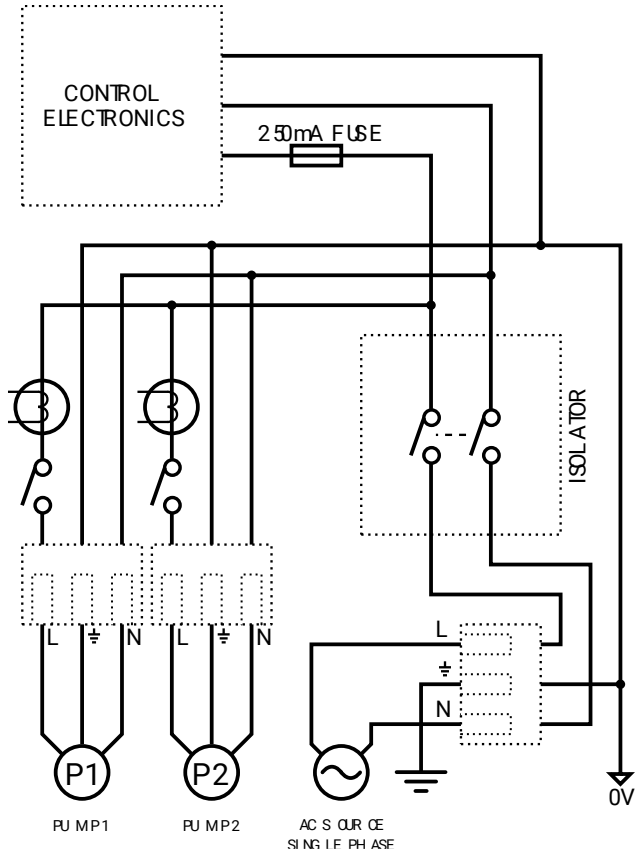 CONTROL
ELECTRONICS
250mA FUSE
ISOLATOR
L
N
L
N
L
N
P1
P2
0V
PUMP1
PUMP2
AC SOURCE
SINGLE PHASE